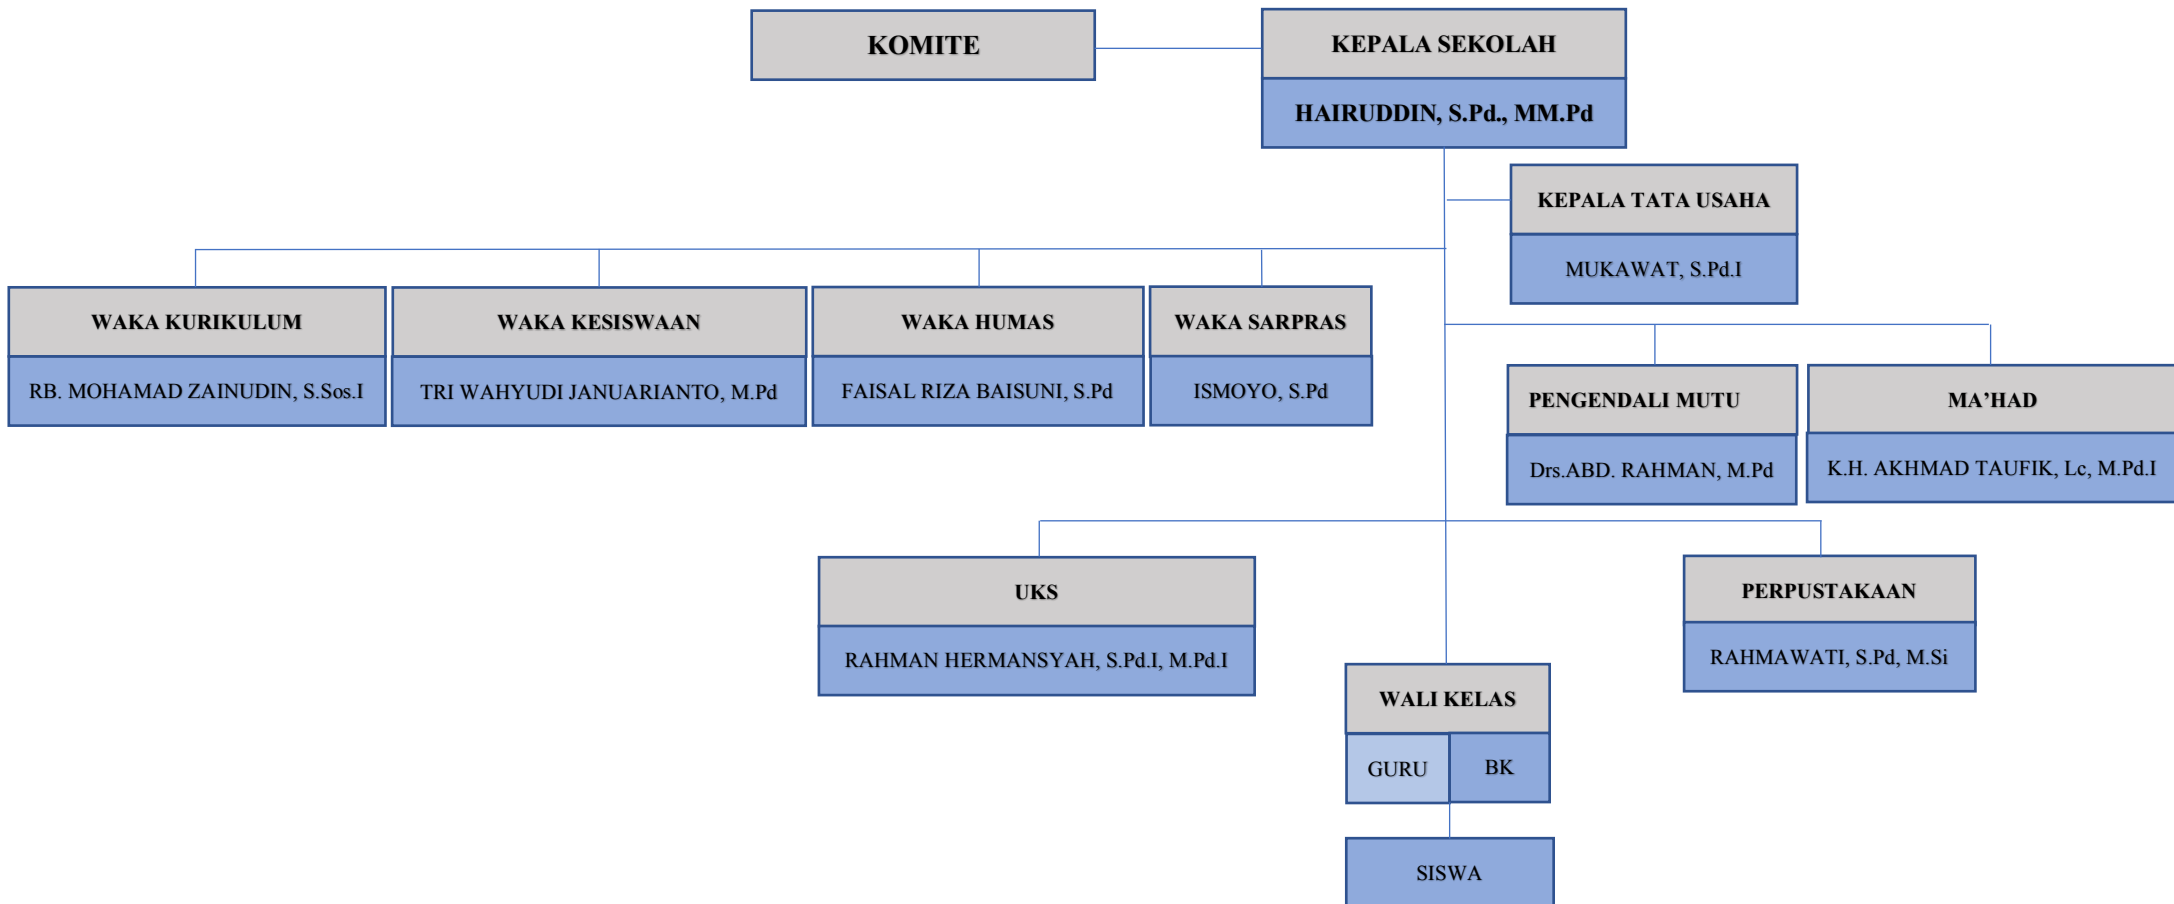 KOMITE
KEPALA SEKOLAH
HAIRUDDIN, S.Pd., MM.Pd
KEPALA TATA USAHA
MUKAWAT, S.Pd.I
WAKA KURIKULUM
RB. MOHAMAD ZAINUDIN, S.Sos.I
WAKA KESISWAAN
TRI WAHYUDI JANUARIANTO, M.Pd
WAKA HUMAS
FAISAL RIZA BAISUNI, S.Pd
WAKA SARPRAS
ISMOYO, S.Pd
PENGENDALI MUTU
Drs.ABD. RAHMAN, M.Pd
MA’HAD
K.H. AKHMAD TAUFIK, Lc, M.Pd.I
UKS
RAHMAN HERMANSYAH, S.Pd.I, M.Pd.I
PERPUSTAKAAN
RAHMAWATI, S.Pd, M.Si
WALI KELAS
GURU
BK
SISWA